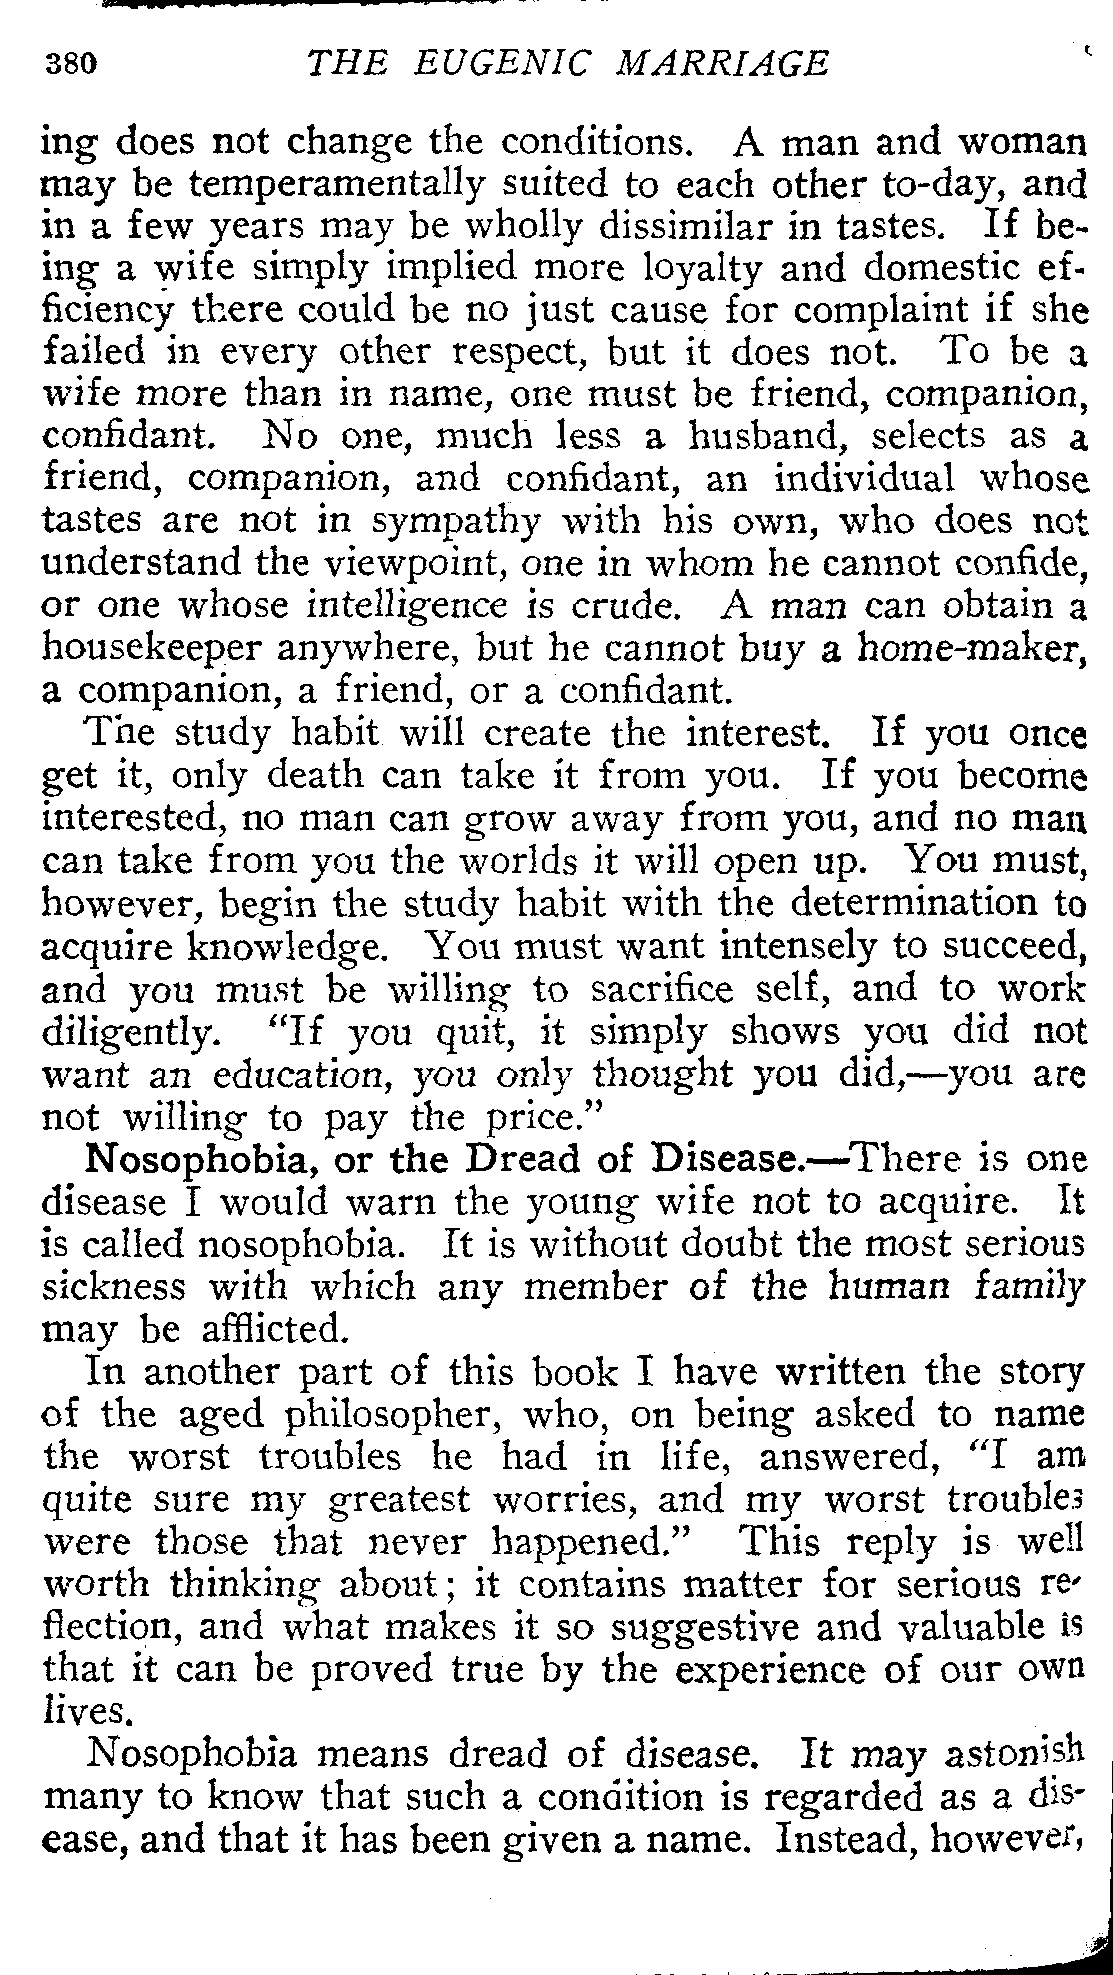 380 THE EUGENIC MARRIAGE
ing does not change the conditions. A man and woman
may be temperamentally suited to each other to-day, and
in a few years may be wholly dissimilar in tastes. If be-
ing a wife simply implied more loyalty and domestic ef-
ficiency there could be no just cause for complaint if she
failed in every other respect, but it does not. To be a
wife more than in name, one must be friend, companion,
confidant. No one, much less a husband, selects as a
friend, companion, and confidant, an individual whose
tastes are not in sympathy with his own, who does not
understand the viewpoint, one in whom he cannot confide,
or one whose intelligence is crude. A man can obtain a
housekeeper anywhere, but he cannot buy a home-maker,
a companion, a friend, or a confidant.
The study habit will create the interest. If you once
get it, only death can take it from you. If you become
interested, no man can grow away from you, and no man
can take from you the worlds it will open up. You must,
however, begin the study habit with the determination to
acquire knowledge. You must want intensely to succeed,
and you must be willing to sacrifice self, and to work
diligently. "If you quit, it simply shows you did not
want an education, you only thought you did,—you are
not willing to pay the price."
Nosophobia, or the Dread of Disease.—There is one
disease I would warn the young wife not to acquire. It
is called nosophobia. It is without doubt the most serious
sickness with which any member of the human family
may be afflicted.
In another part of this book I have written the story
of the aged philosopher, who, on being asked to name
the worst troubles he had in life, answered, "I am
quite sure my greatest worries, and my worst troubles
were those that never happened." This reply is well
worth thinking about; it contains matter for serious re-
flection, and what makes it so suggestive and valuable is
that it can be proved true by the experience of our own
lives.
Nosophobia means dread of disease. It may astonish
many to know that such a condition is regarded as a dis-
ease, and that it has been given a name. Instead, however,